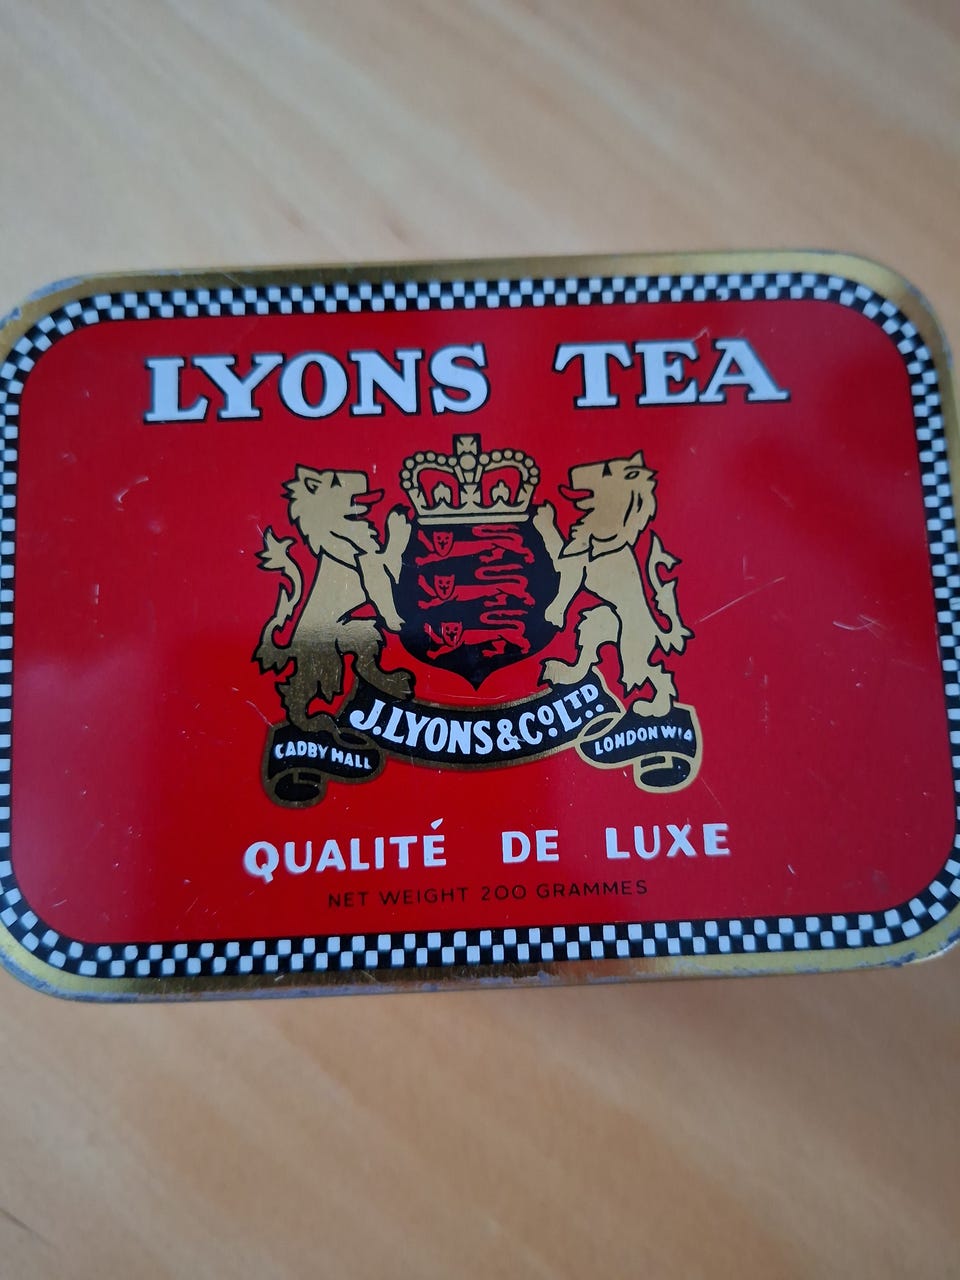 LYONS TEA
J. LYONS & Co. LTD.
CADBY HALL
LONDON W14
QUALITÉ DE LUXE
NET WEIGHT 200 GRAMMES